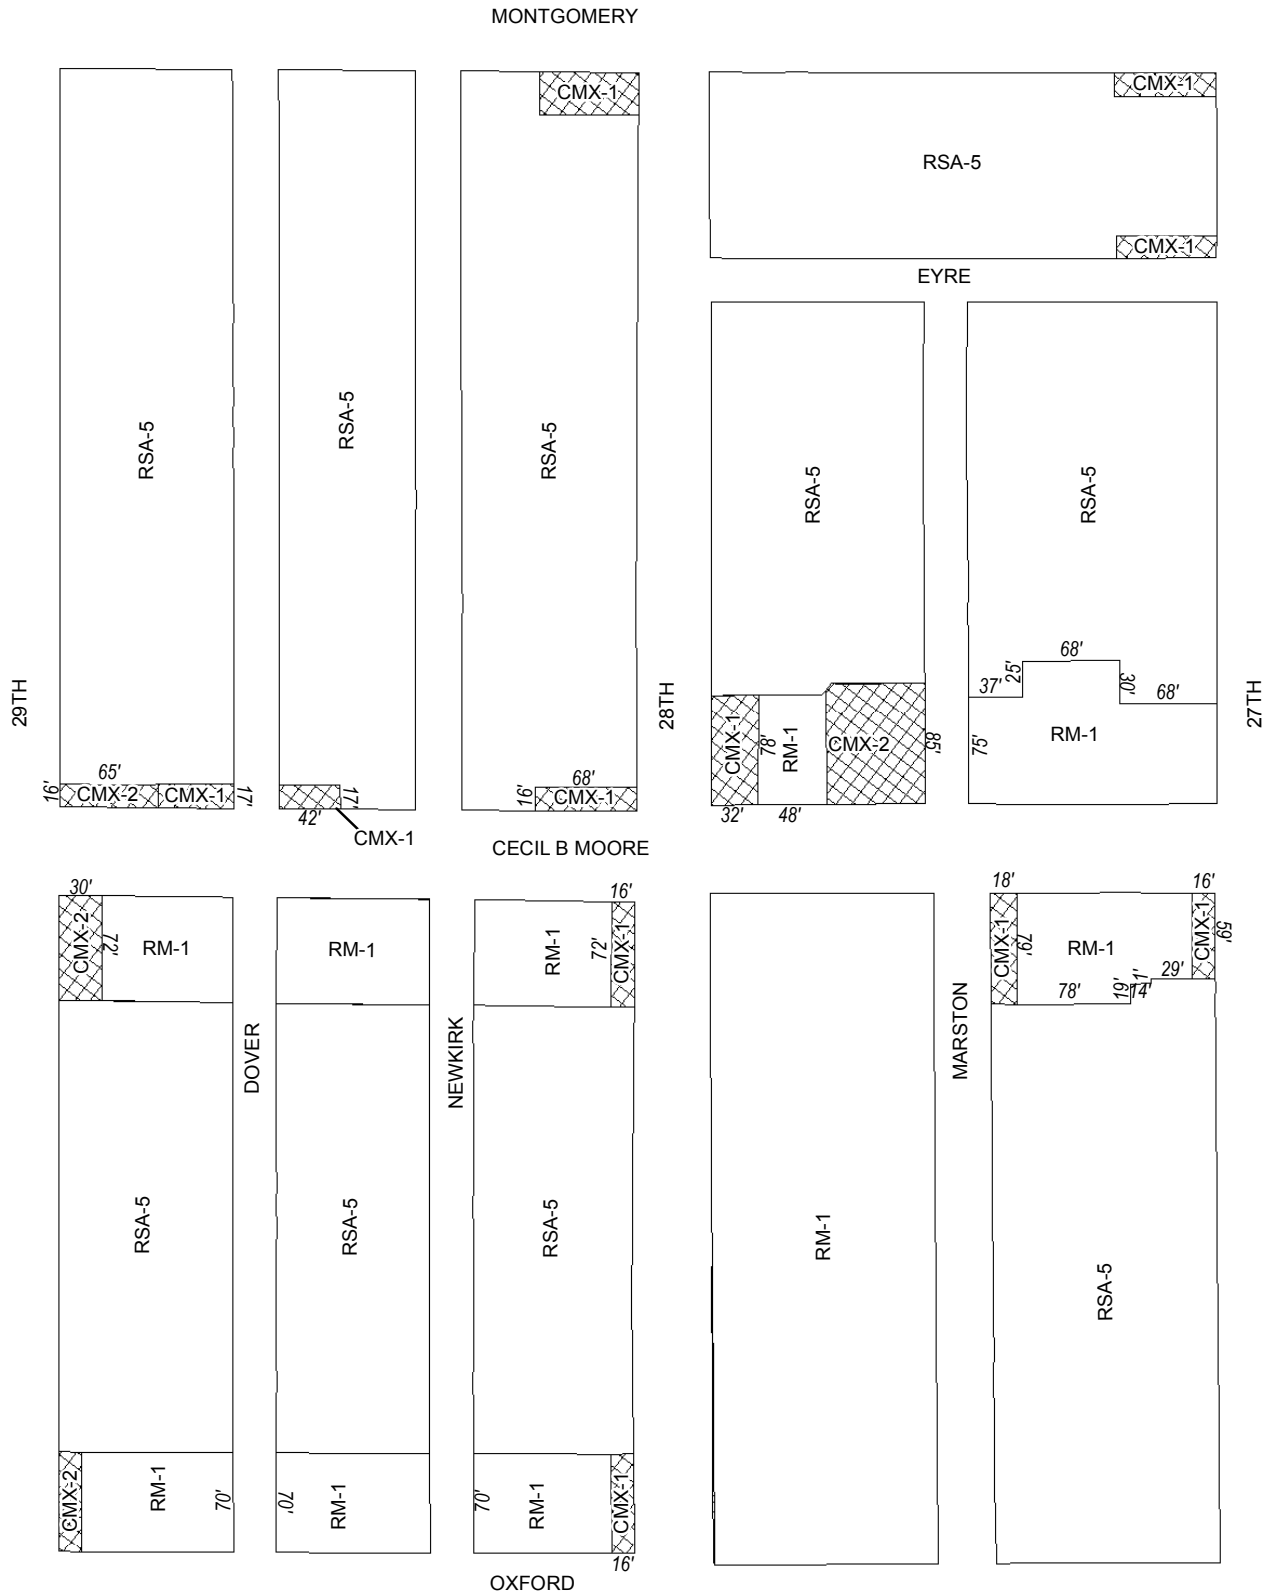 MONTGOMERY
CMX-1
CMX-1
RSA-5
CMX-1
EYRE
RSA-5
RSA-5
RSA-5
RSA-5
RSA-5
29TH
28TH
27TH
68'
25'
37'
30'
68'
75'
RM-1
CMX-1
78'
RM-1
CMX-2
85'
32'
48'
65'
16'
CMX-2
CMX-1
17'
17'
42'
CMX-1
68'
16'
CMX-1
CECIL B MOORE
30'
CMX-2
72'
RM-1
RM-1
RM-1
72'
16'
CMX-1
18'
CMX-1
79'
RM-1
16'
CMX-1
59'
78'
19'
1'
14'
29'
DOVER
NEWKIRK
MARSTON
RSA-5
RSA-5
RSA-5
RM-1
RSA-5
CMX-2
RM-1
70'
70'
RM-1
70'
RM-1
CMX-1
16'
OXFORD